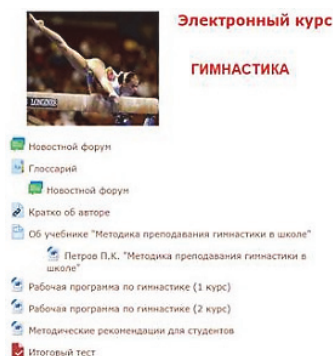 Электронный курс
ГИМНАСТИКА
LONGINES
Новостной форум
Глоссарий
Новостной форум
Кратко об авторе
Об учебнике "Методика преподавания гимнастики в школе"
Петров П.К. "Методика преподавания гимнастики в
школе"
Рабочая программа по гимнастике (1 курс)
Рабочая программа по гимнастике (2 курс)
Методические рекомендации для студентов
Итоговый тест